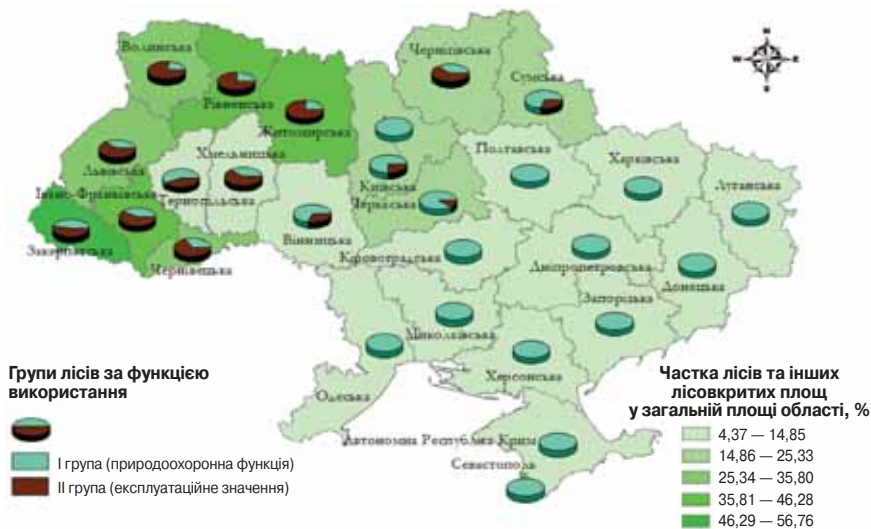 N
W
E
S
Волинська
Рівненська
Житомирська
Чернігівська
Сумська
Львівська
Хмельницька
Київська
Полтавська
Харківська
Луганська
Івано-Франківська
Тернопільська
Черкаська
Вінницька
Закарпатська
Чернівецька
Кіровоградська
Дніпропетровська
Донецька
Запорізька
Миколаївська
Херсонська
Одеська
Автономна Республіка Крим
Севастополь
Групи лісів за функцією
використання
І група (природоохоронна функція)
ІІ група (експлуатаційне значення)
Частка лісів та інших
лісовкритих площ
у загальній площі області, %
4,37 — 14,85
14,86 — 25,33
25,34 — 35,80
35,81 — 46,28
46,29 — 56,76